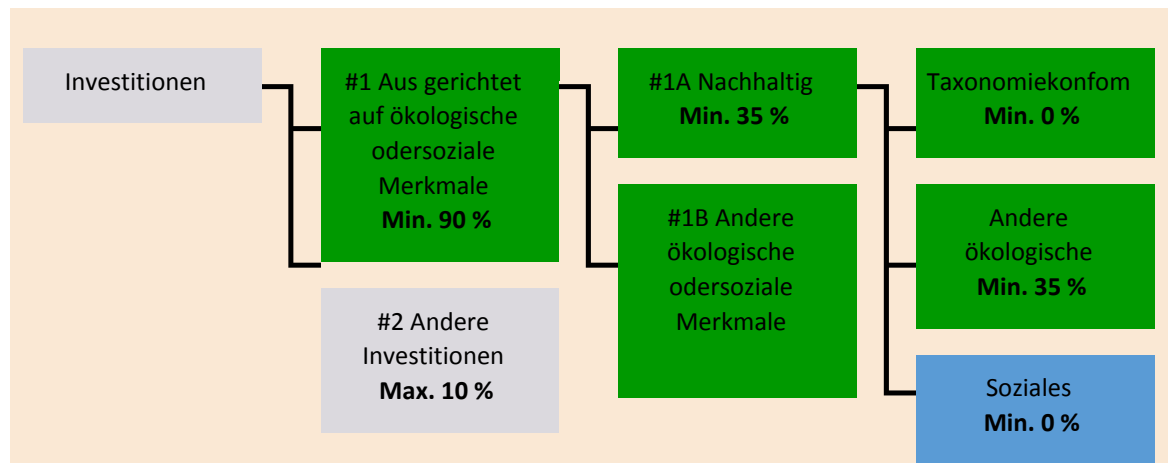 Investitionen
#1 Aus gerichtet
auf ökologische
odersoziale
Merkmale
Min. 90 %
#2 Andere
Investitionen
Max. 10 %
#1A Nachhaltig
Min. 35 %
#1B Andere
ökologische
odersoziale
Merkmale
Taxonomiekonfom
Min. 0 %
Andere
ökologische
Min. 35 %
Soziales
Min. 0 %